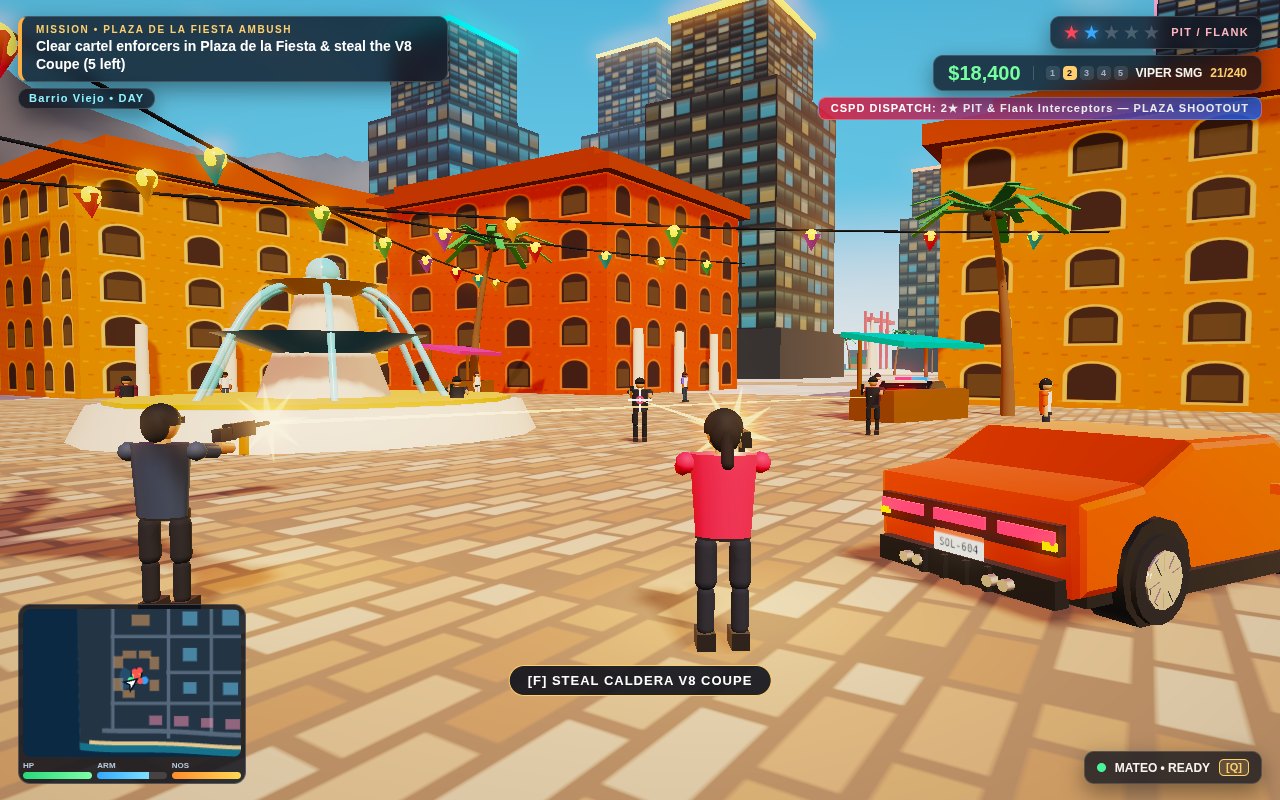 MISSION • PLAZA DE LA FIESTA AMBUSH
Clear cartel enforcers in Plaza de la Fiesta & steal the V8
Coupe (5 left)
Barrio Viejo • DAY
★★★★★ PIT / FLANK
$18,400 1 2 3 4 5 VIPER SMG 21/240
CSPD DISPATCH: 2★ PIT & Flank Interceptors — PLAZA SHOOTOUT
SOL-604
[F] STEAL CALDERA V8 COUPE
HP ARM NOS
MATEO • READY [Q]